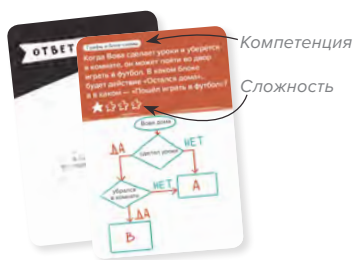 ОТВЕТ
Когда Вова сделает уроки и уберётся
в комнате, он может пойти во двор
играть в футбол. В каком блоке
будет действие «Остался дома»,
а в каком — «Пошёл играть в футбол»?
Компетенция
Сложность
Вова дома
ДА
НЕТ
сделал уроки
убрался
в комнате
НЕТ
А
ДА
В